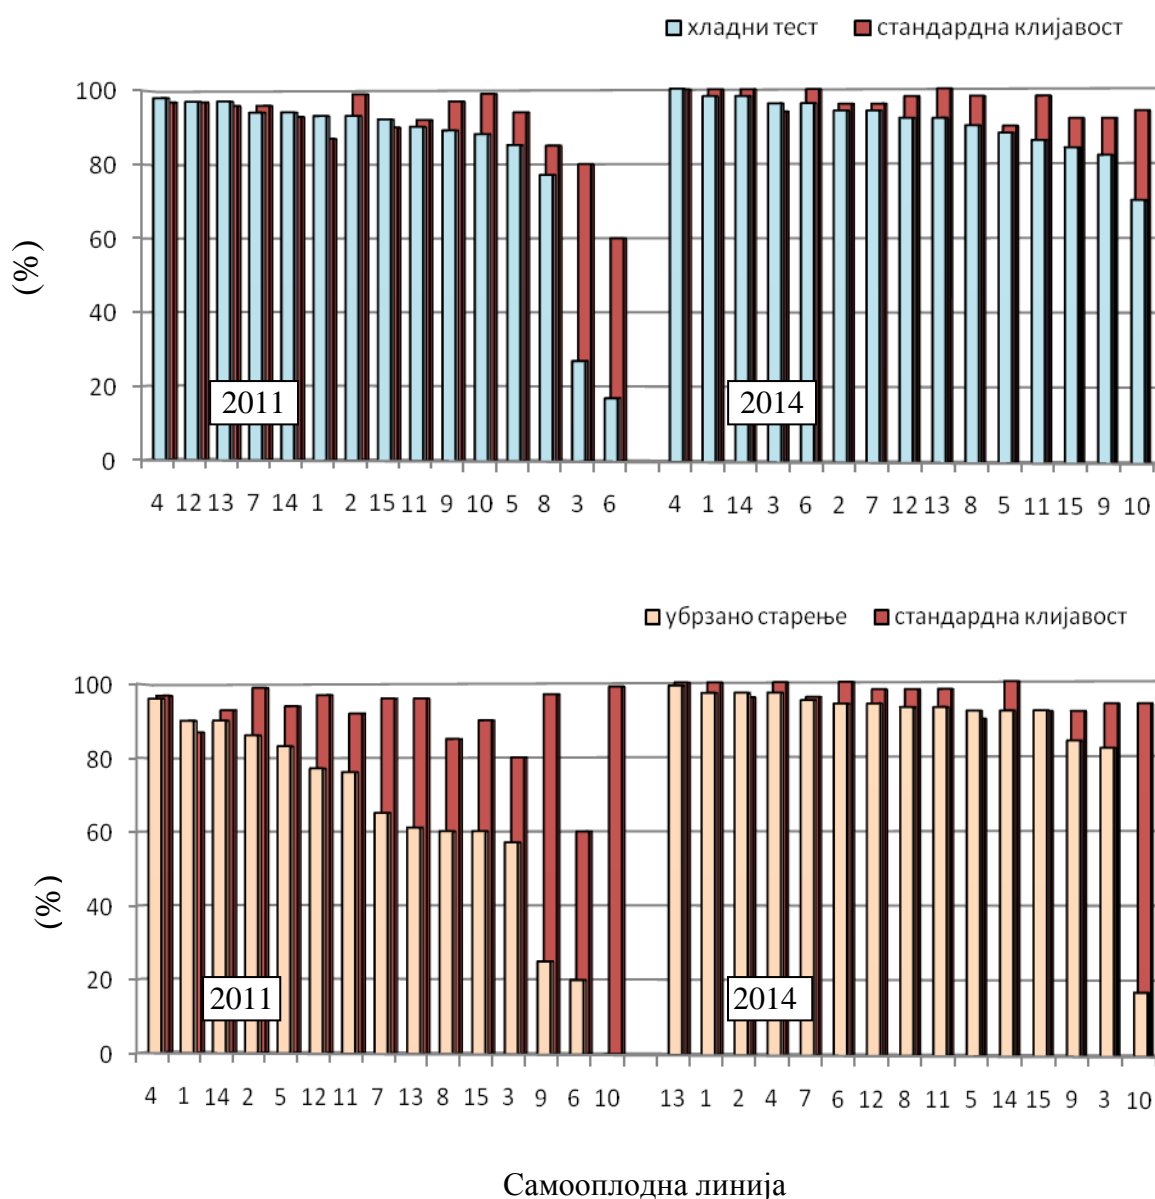 хладни тест стандардна клијавост
100
80
60
40
20
0
(%)
2011
2014
4 12 13 7 14 1 2 15 11 9 10 5 8 3 6
4 1 14 3 6 2 7 12 13 8 5 11 15 9 10
убрзано старење стандардна клијавост
100
80
60
40
20
0
(%)
2011
2014
4 1 14 2 5 12 11 7 13 8 15 3 9 6 10
13 1 2 4 7 6 12 8 11 5 14 15 9 3 10
Самооплодна линија